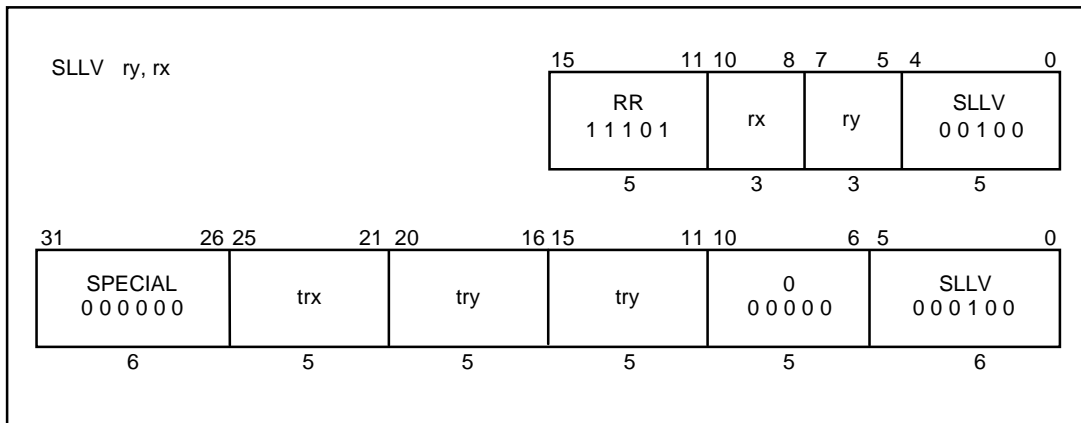 SLLV ry, rx
15 11 10 8 7 5 4 0
RR rx ry SLLV
1 1 1 0 1 0 0 1 0 0
5 3 3 5
31 26 25 21 20 16 15 11 10 6 5 0
SPECIAL trx try try 0 SLLV
0 0 0 0 0 0 0 0 0 0 0 0 0 0 1 0 0
6 5 5 5 5 6